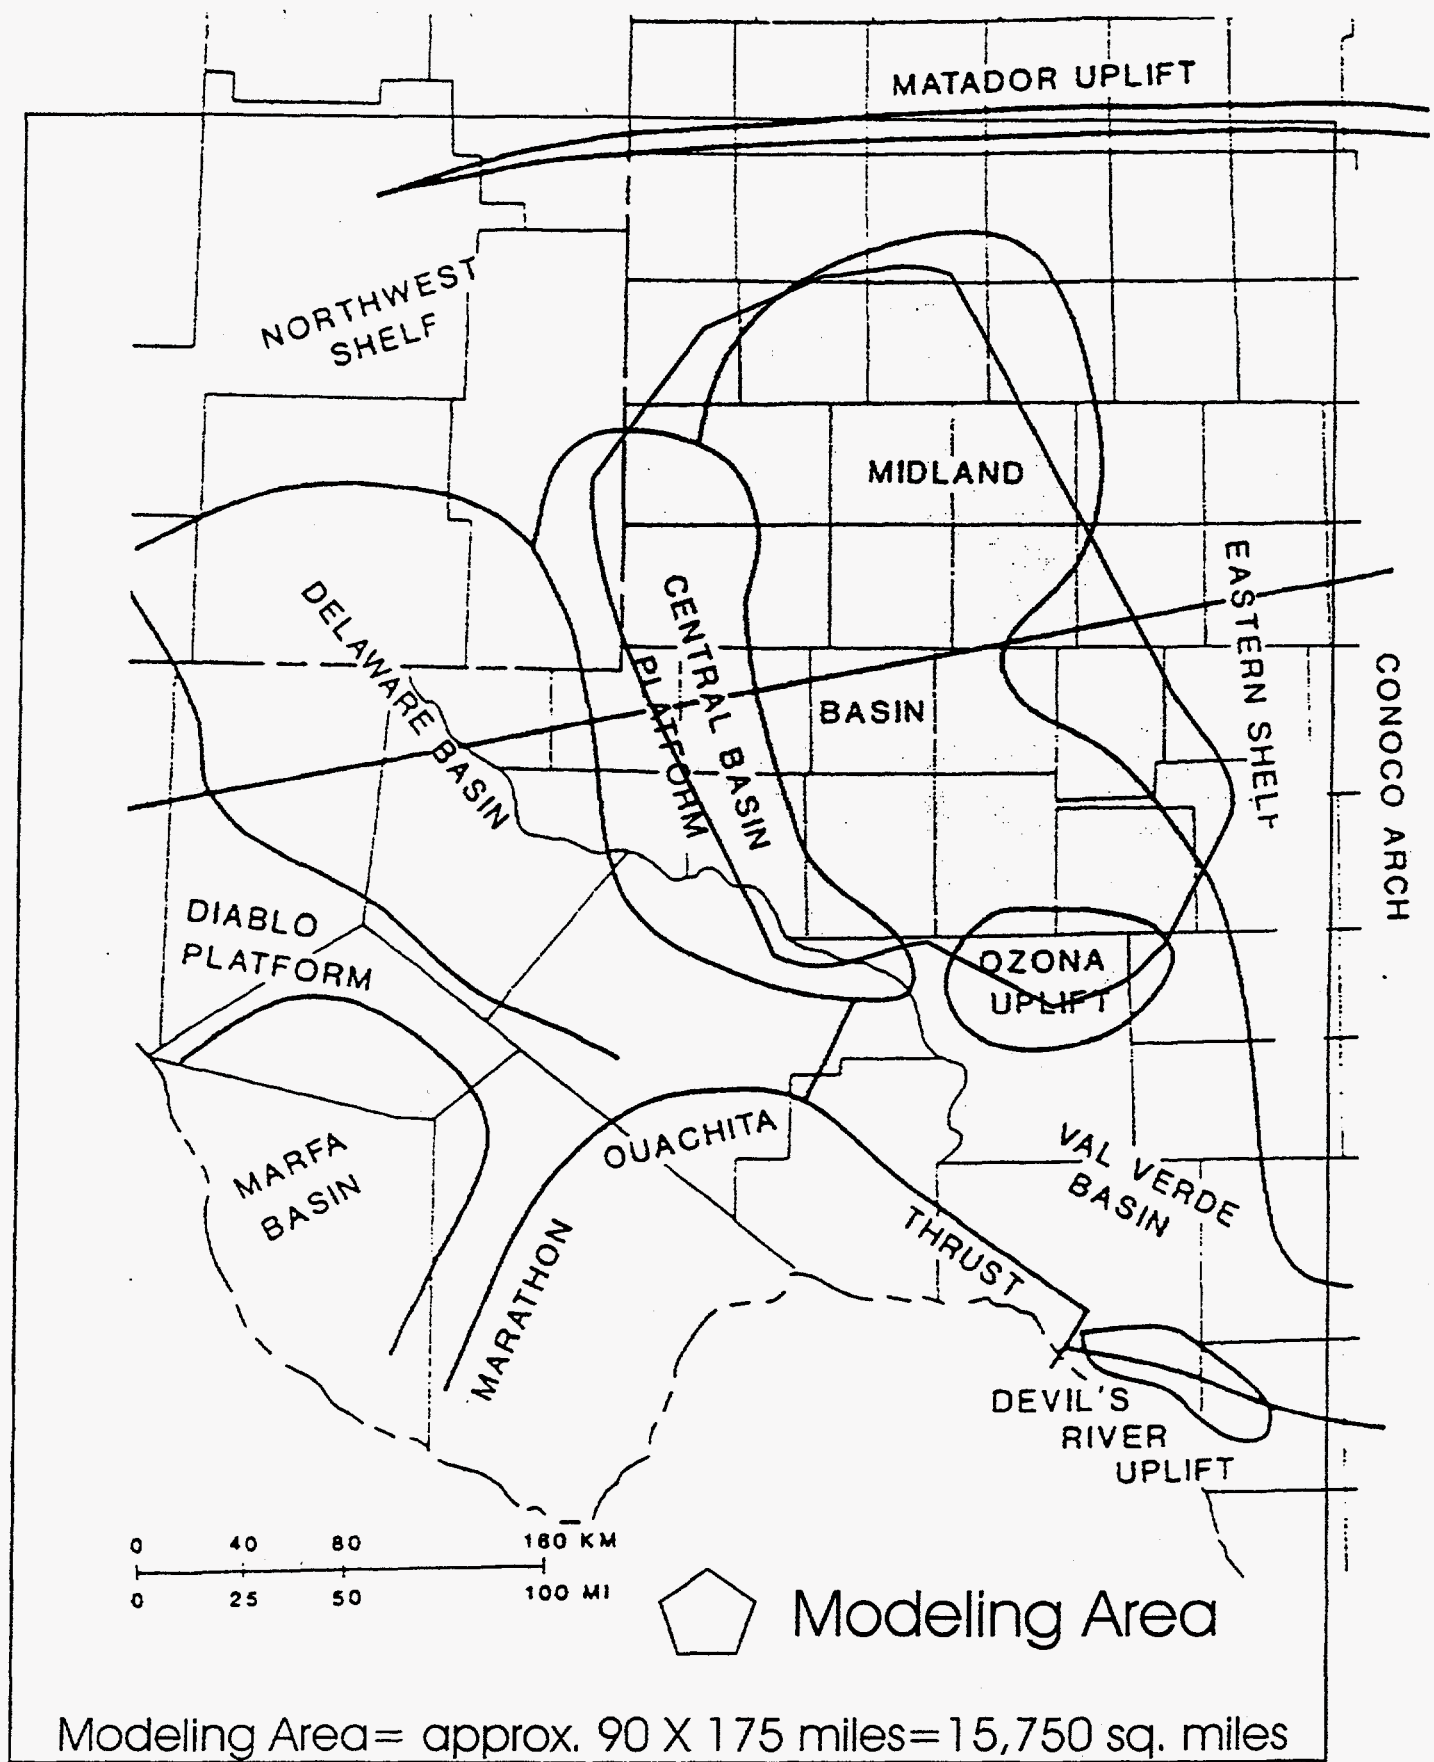 MATADOR UPLIFT
NORTHWEST
SHELF
MIDLAND
DELAWARE BASIN
CENTRAL BASIN
PLATFORM
BASIN
EASTERN SHELF
CONOCO ARCH
DIABLO
PLATFORM
OZONA
UPLIFT
MARFA
BASIN
MARATHON
OUACHITA
THRUST
VAL VERDE
BASIN
DEVIL'S
RIVER
UPLIFT
0 40 80 160 KM
0 25 50 100 MI
Modeling Area
Modeling Area= approx. 90 X 175 miles=15,750 sq. miles